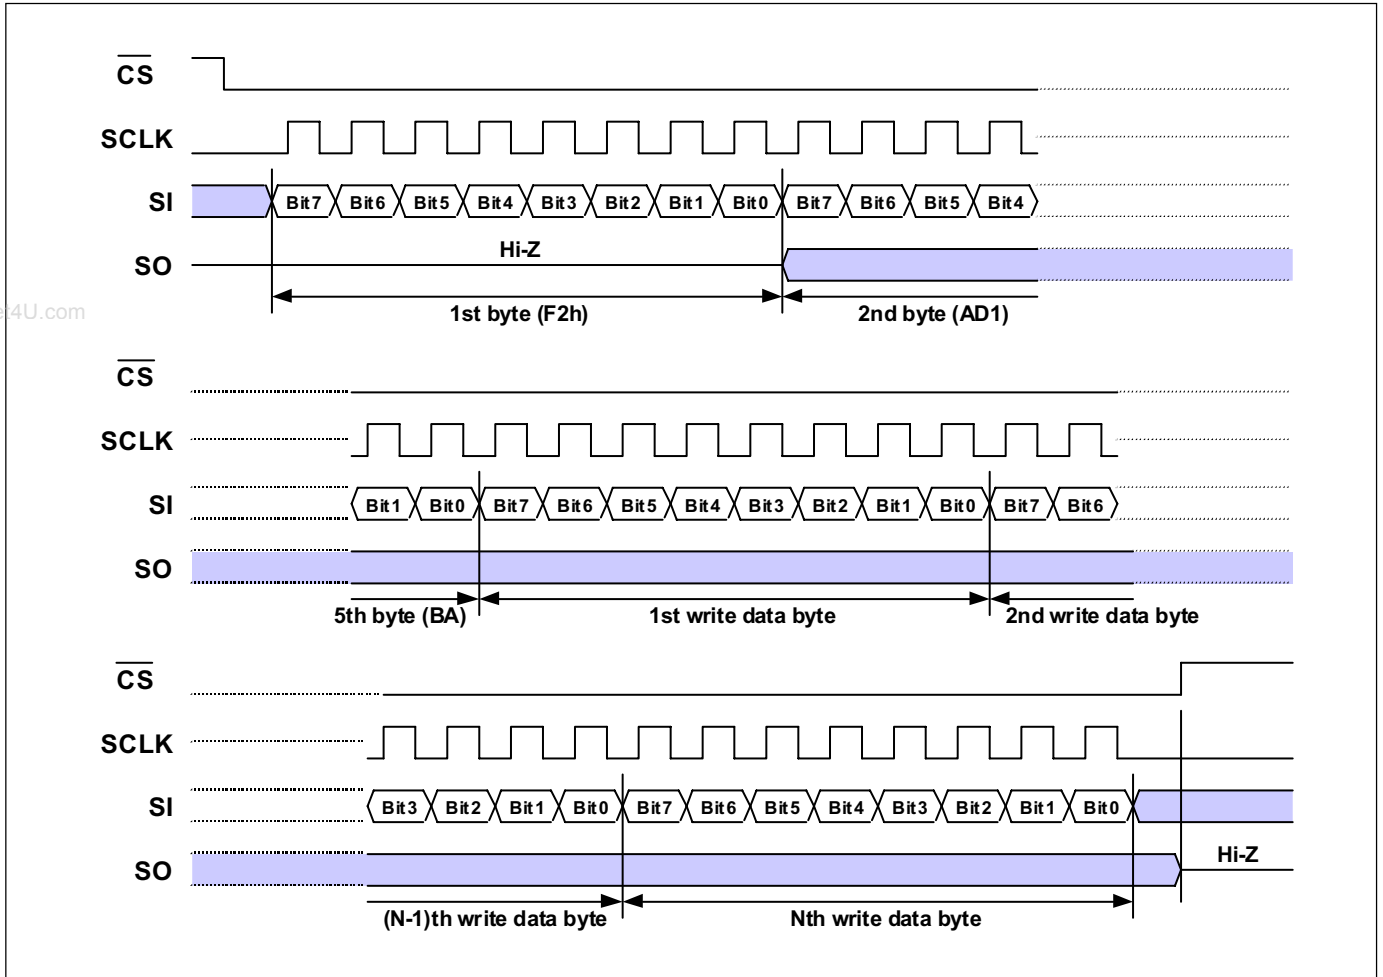 CS
SCLK
SI Bit7 Bit6 Bit5 Bit4 Bit3 Bit2 Bit1 Bit0 Bit7 Bit6 Bit5 Bit4
Hi-Z
SO
1st byte (F2h) 2nd byte (AD1)
4U.com
CS
SCLK
SI Bit1 Bit0 Bit7 Bit6 Bit5 Bit4 Bit3 Bit2 Bit1 Bit0 Bit7 Bit6
SO
5th byte (BA) 1st write data byte 2nd write data byte
CS
SCLK
SI Bit3 Bit2 Bit1 Bit0 Bit7 Bit6 Bit5 Bit4 Bit3 Bit2 Bit1 Bit0
SO Hi-Z
(N-1)th write data byte Nth write data byte